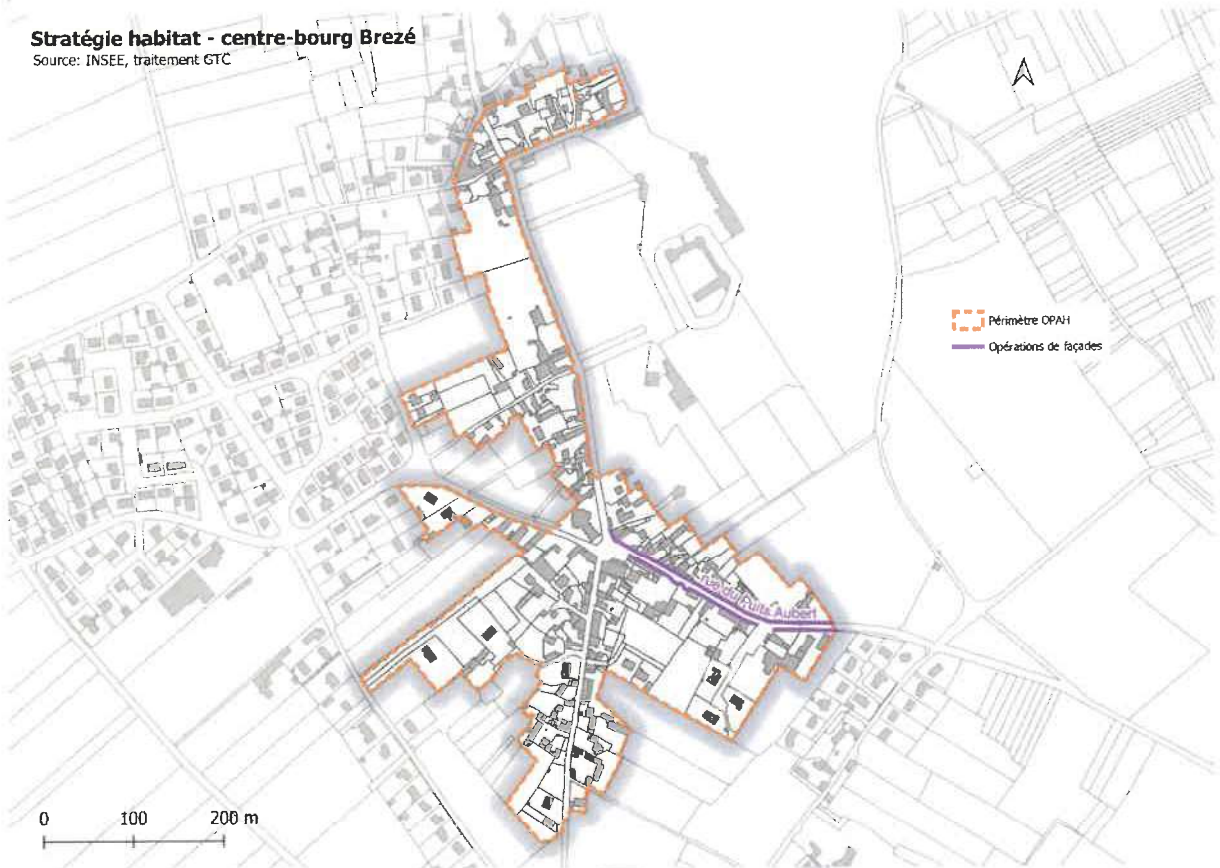 Stratégie habitat - centre-bourg Brezé
Source: INSEE, traitement GTC
Périmètre OPAH
Opérations de façades
rue du Puits Aubert
0 100 200 m